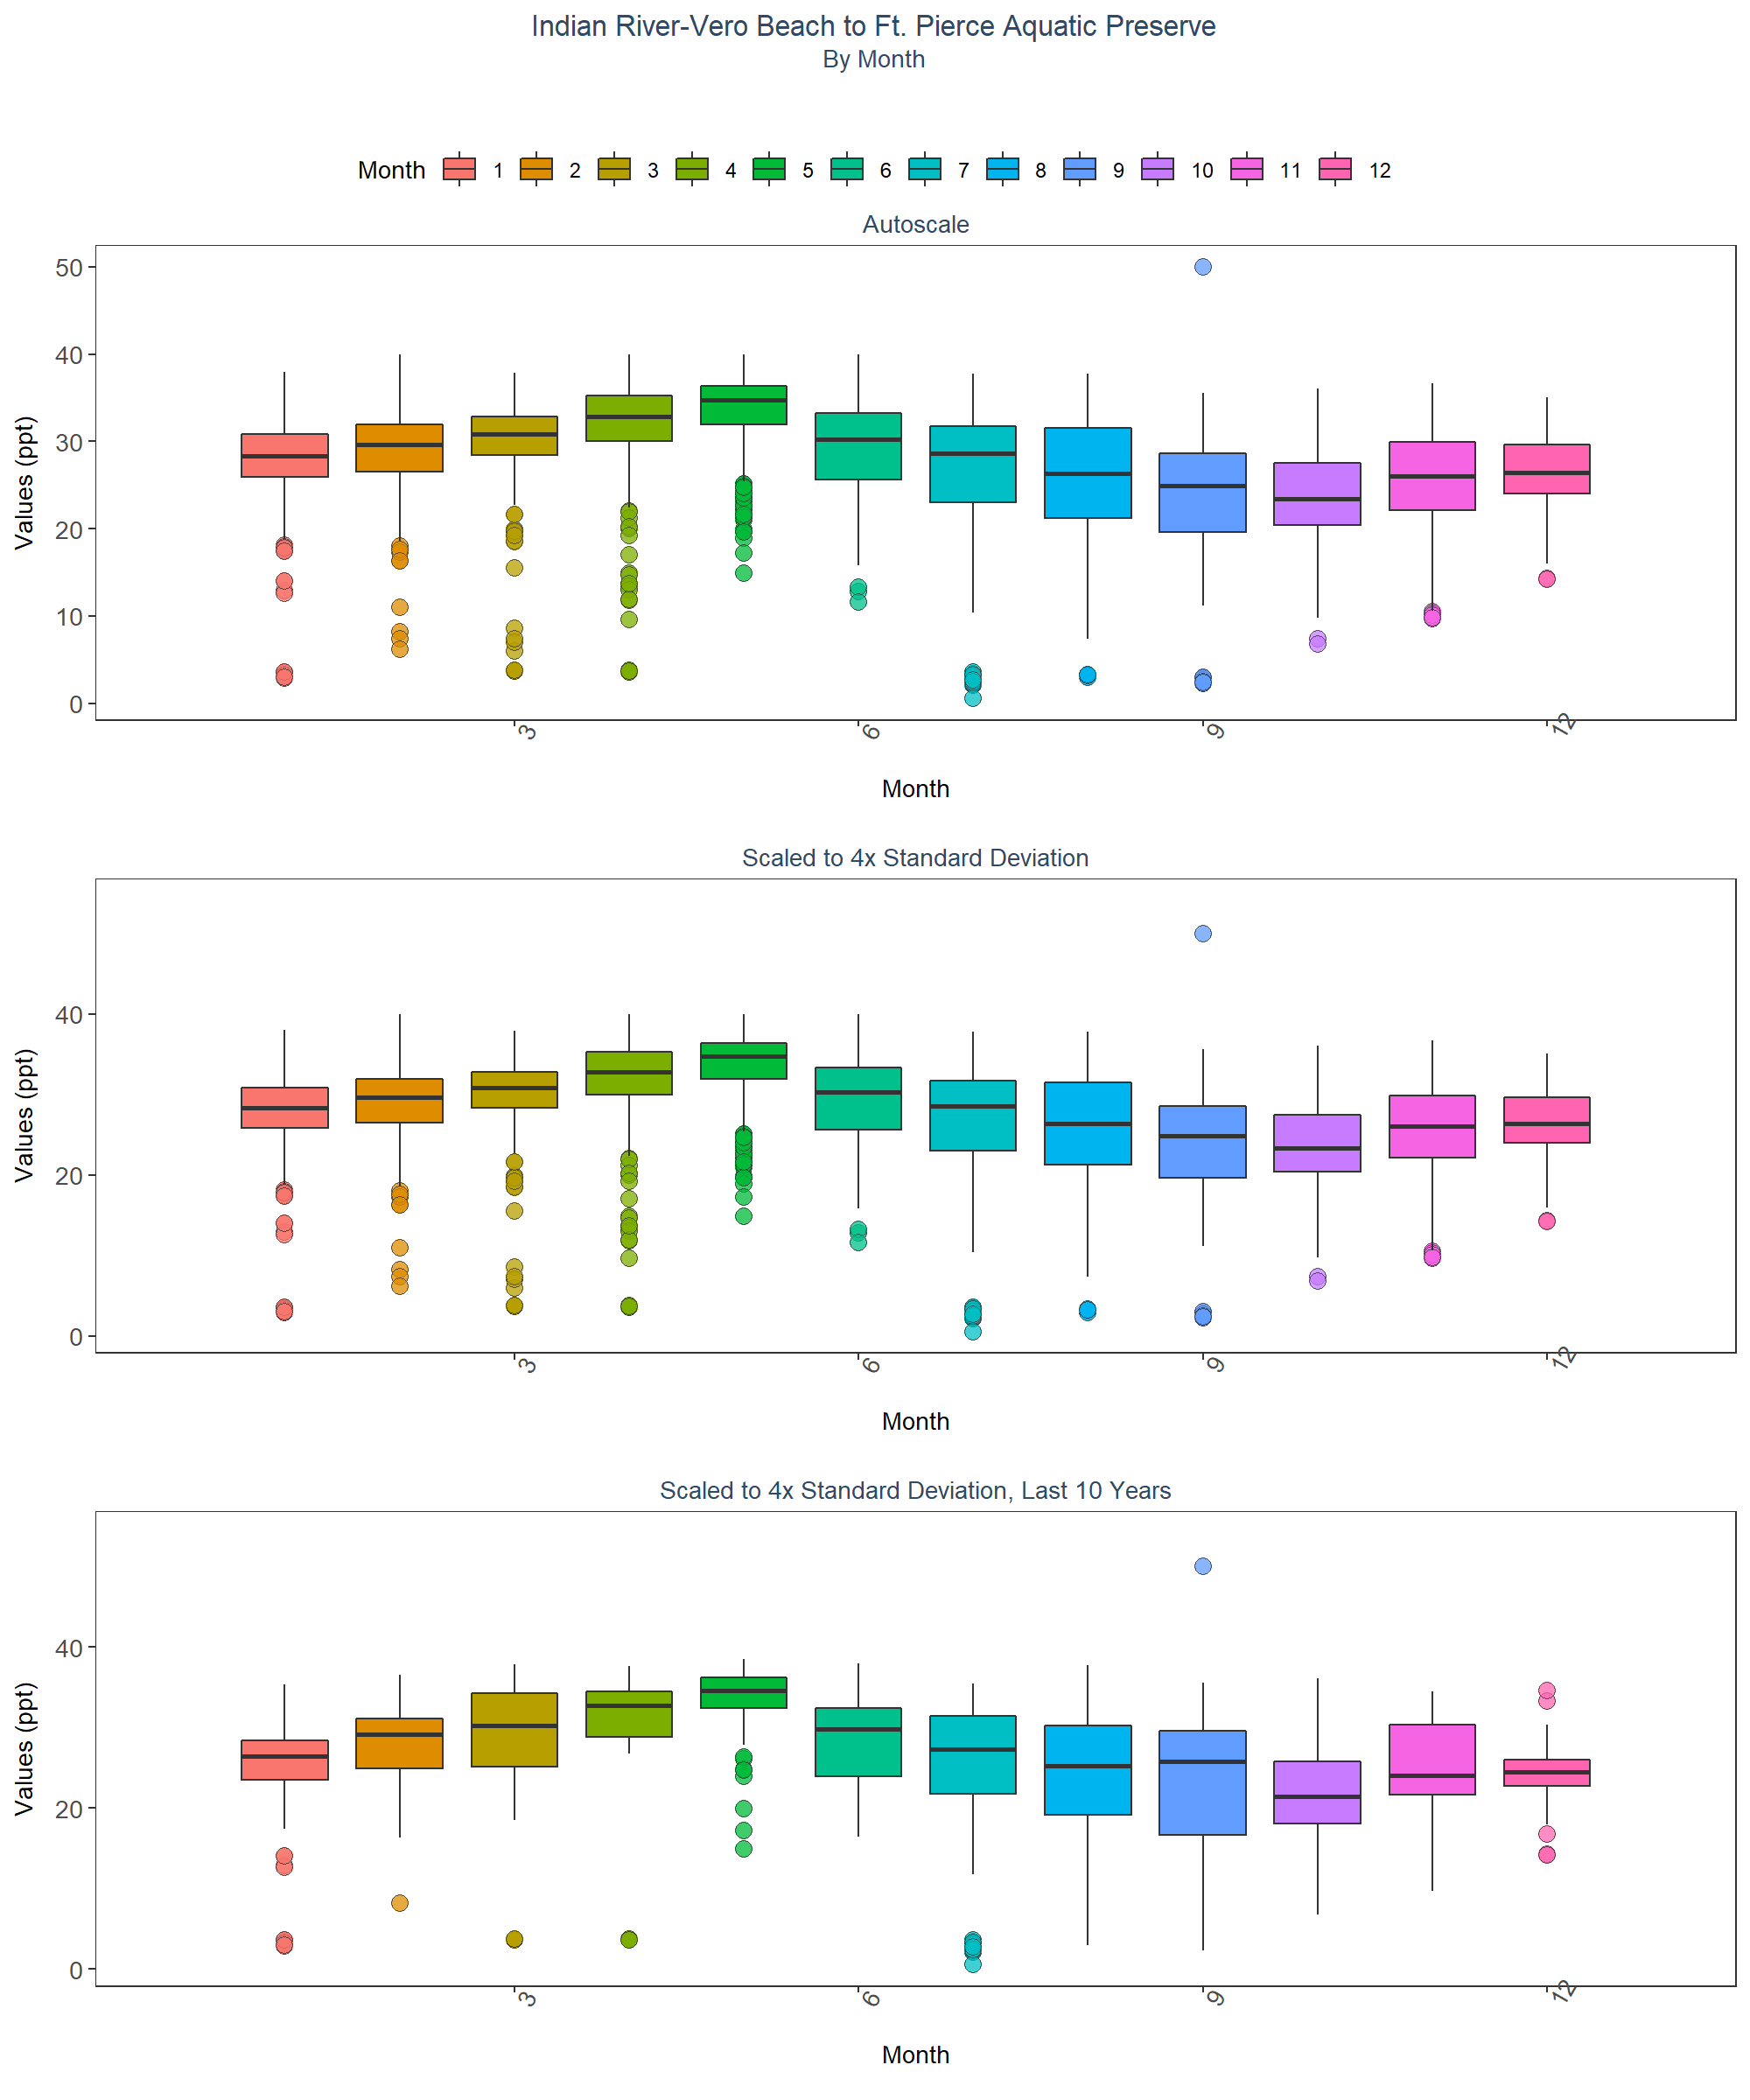 Indian River-Vero Beach to Ft. Pierce Aquatic Preserve
By Month
Month 1 2 3 4 5 6 7 8 9 10 11 12
Autoscale
Values (ppt)
50
40
30
20
10
0
3 6 9 12
Month
Scaled to 4x Standard Deviation
Values (ppt)
40
20
0
3 6 9 12
Month
Scaled to 4x Standard Deviation, Last 10 Years
Values (ppt)
40
20
0
3 6 9 12
Month